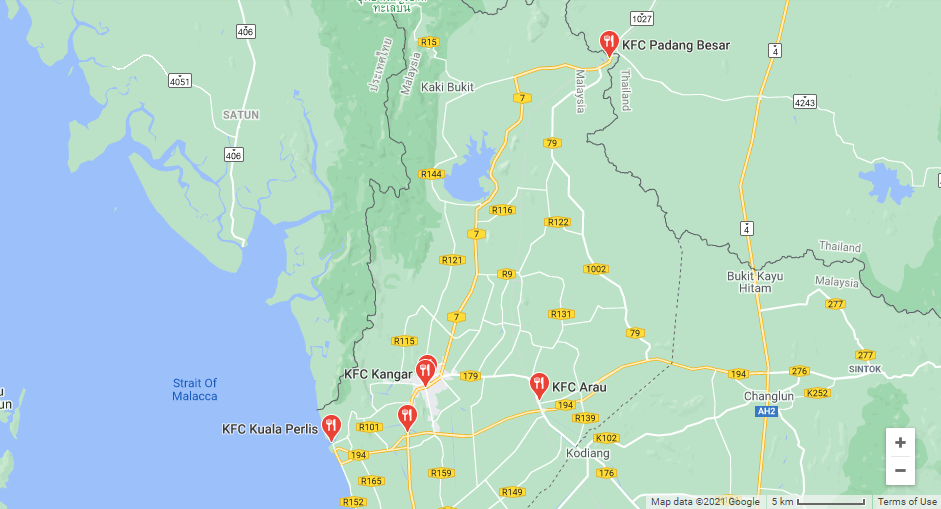 ทะเลบัน
1027
406
R15
KFC Padang Besar
4
ประเทศไทย
Malaysia
4051
Kaki Bukit
Malaysia
Thailand
7
4243
SATUN
79
406
R144
R116
R122
4
7
Thailand
R121
R9
1002
Bukit Kayu
Hitam
Malaysia
277
7
R131
79
R115
277
KFC Kangar
179
194
276
SINTOK
Strait Of
Malacca
KFC Arau
Changlun
K252
194
AH2
KFC Kuala Perlis
R101
R139
K102
194
Kodiang
R165
R159
176
R152
R149
Map data ©2021 Google
5 km
Terms of Use